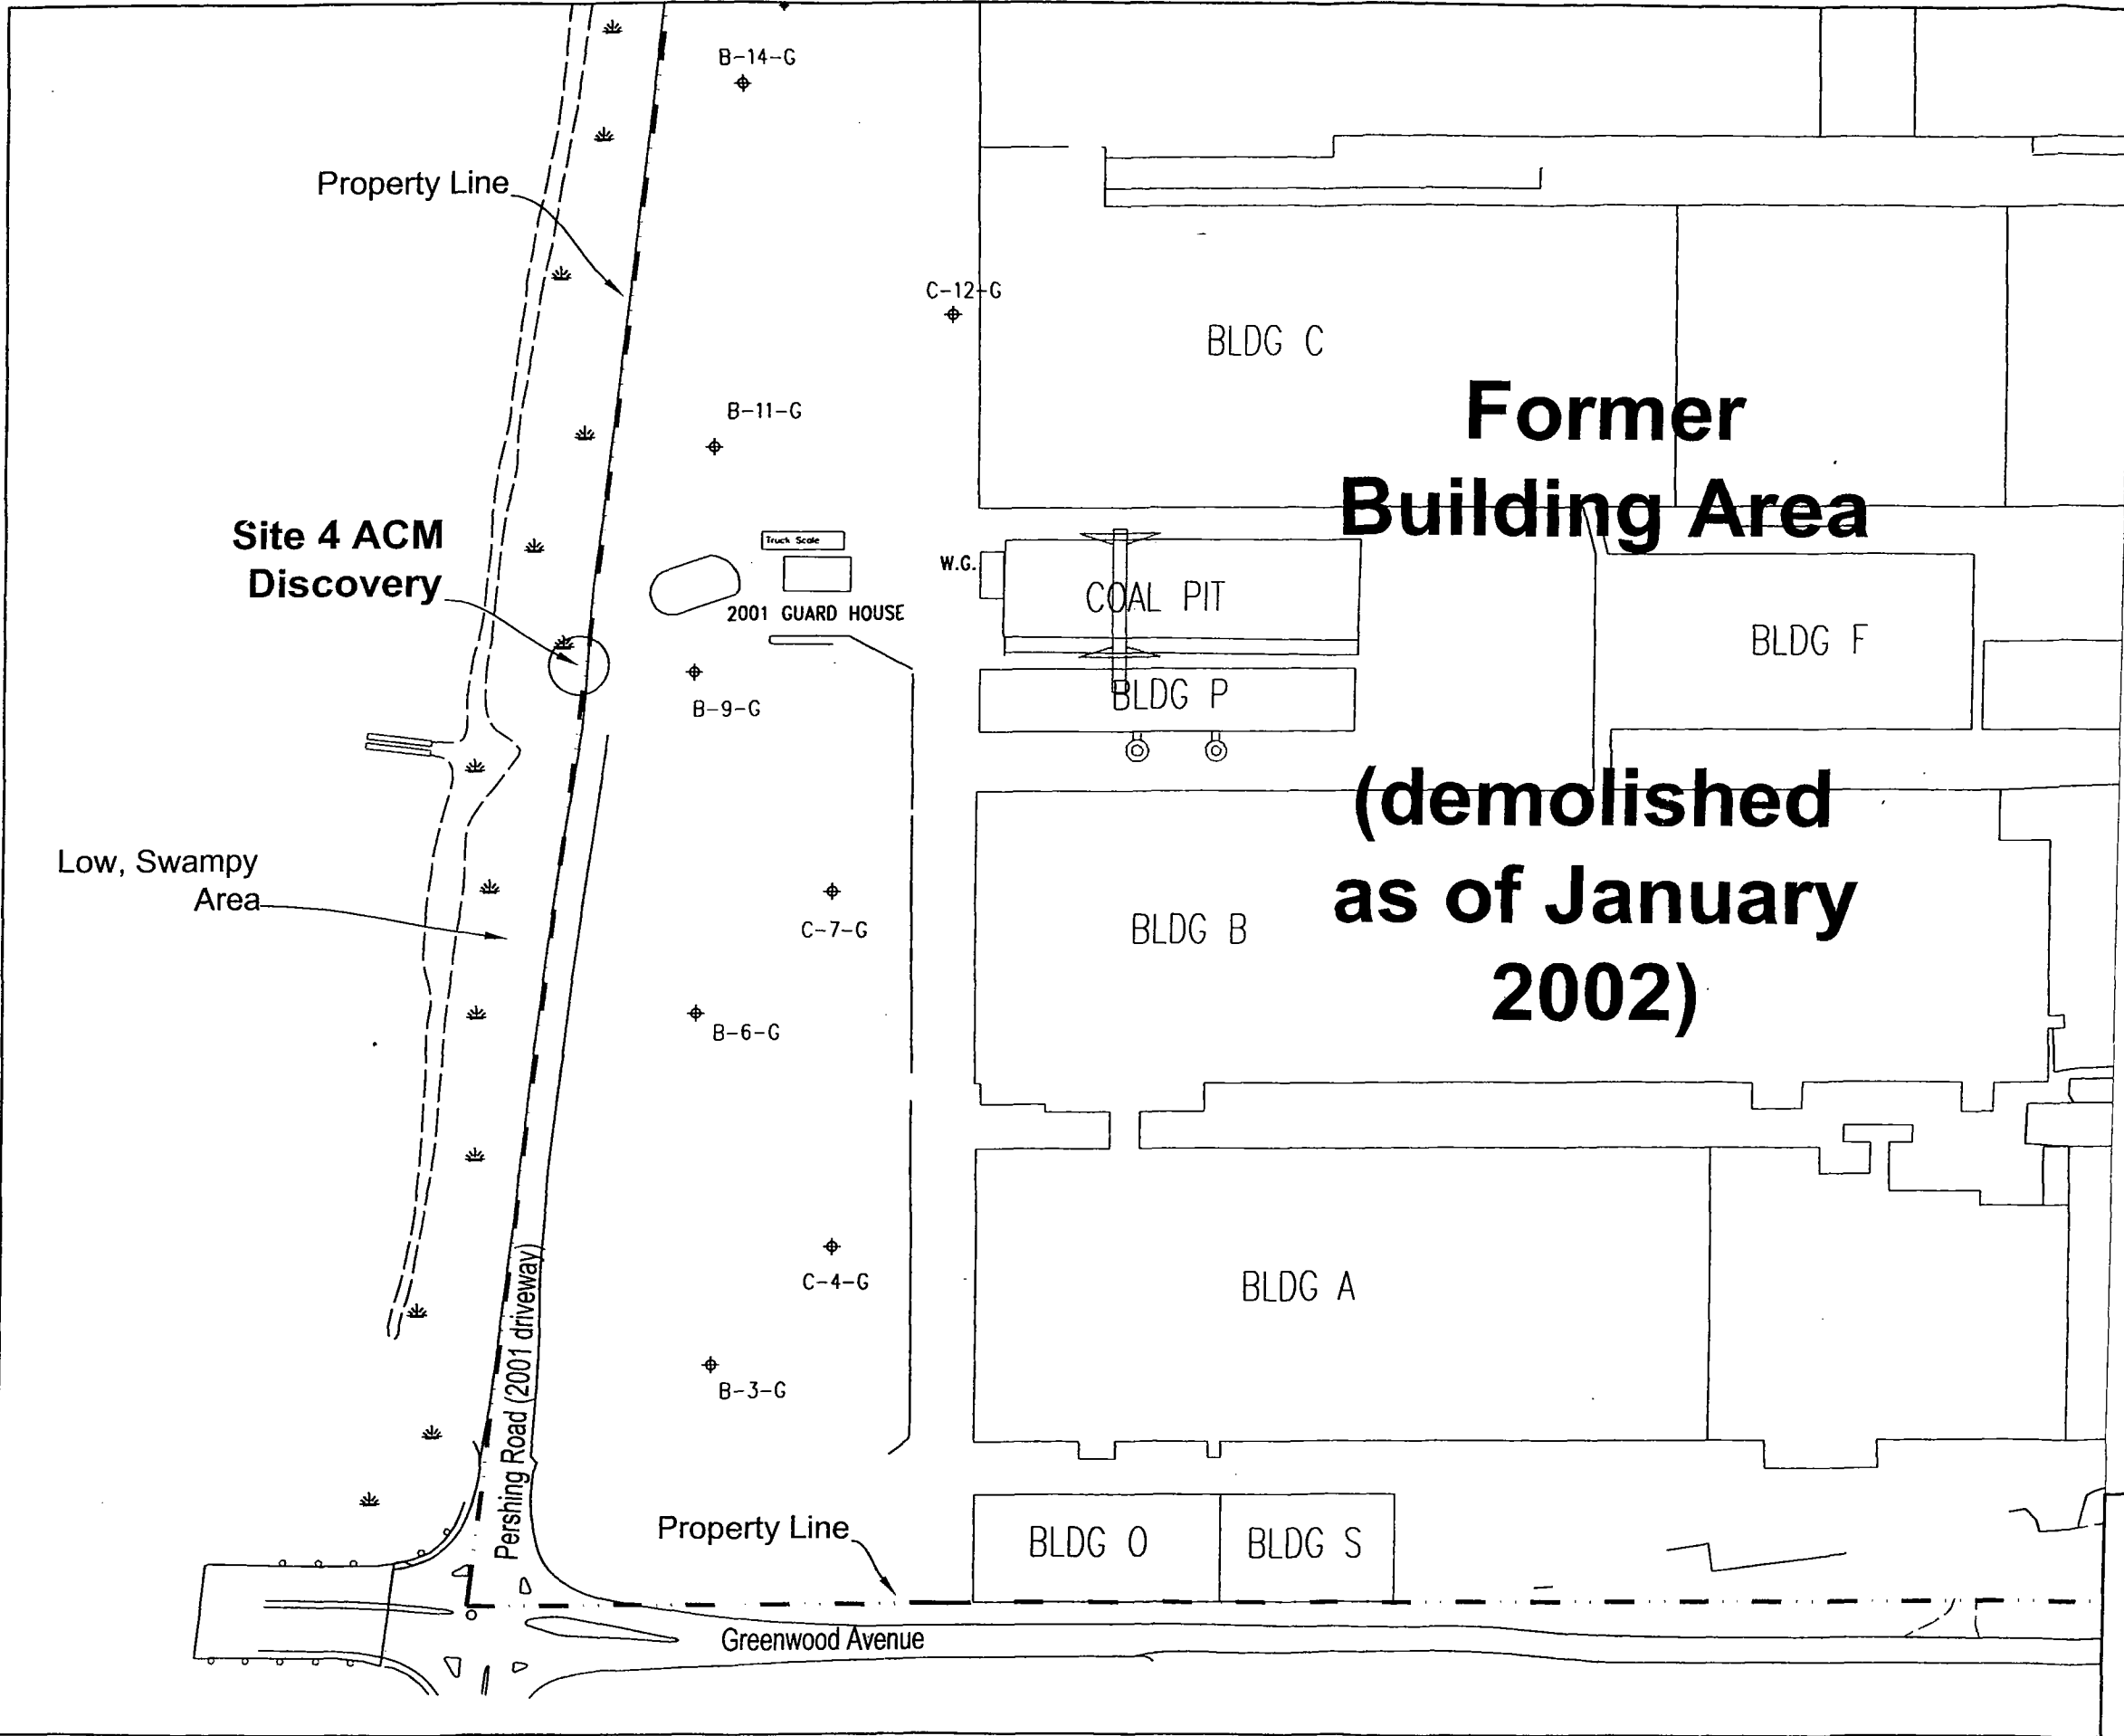 B-14-G
Property Line
C-12-G
BLDG C
Former
Building Area
B-11-G
Site 4 ACM
Discovery
Truck Scale
2001 GUARD HOUSE
W.G.
COAL PIT
BLDG F
BLDG P
B-9-G
(demolished
as of January
2002)
Low, Swampy
Area
C-7-G
BLDG B
B-6-G
C-4-G
BLDG A
B-3-G
Pershing Road (2001 driveway)
Property Line
BLDG O
BLDG S
Greenwood Avenue